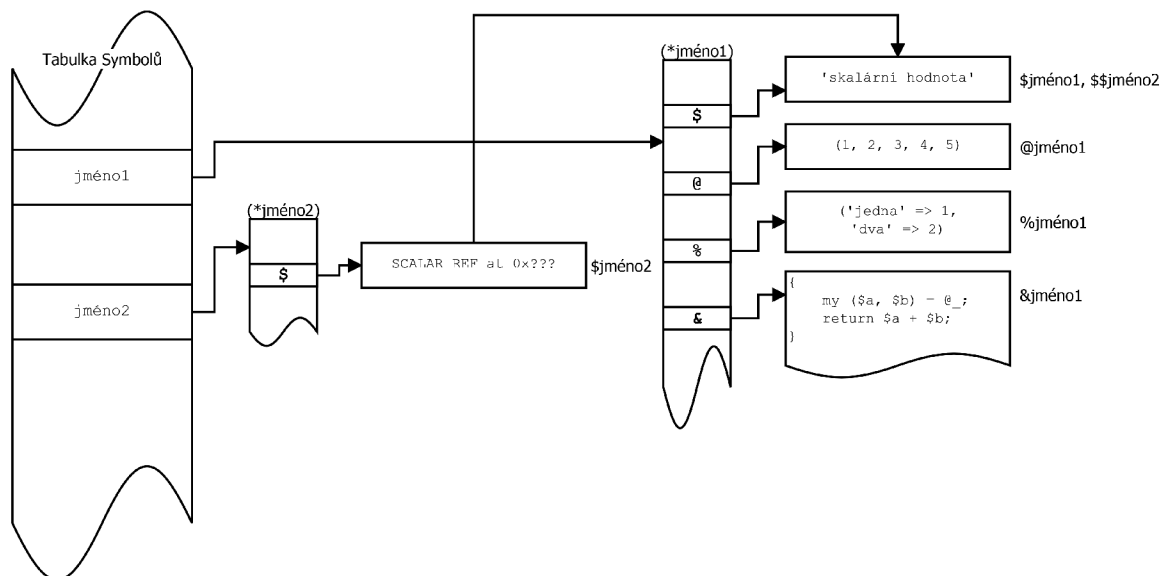 Tabulka Symbolů
jméno1
jméno2
(*jméno2)
$
SCALAR REF at 0x???
$jméno2
(*jméno1)
$
@
%
&
'skalární hodnota'
$jméno1, $$jméno2
(1, 2, 3, 4, 5)
@jméno1
('jedna' => 1,
'dva' => 2)
%jméno1
{
my ($a, $b) = @_;
return $a + $b;
}
&jméno1